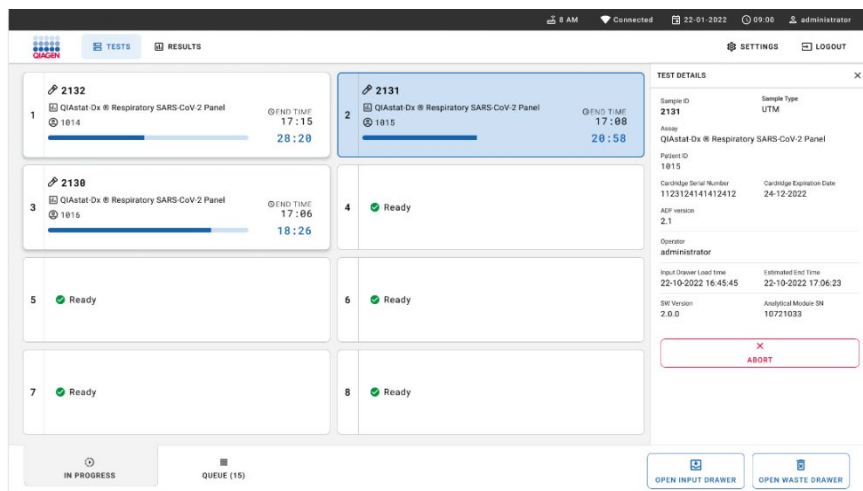 8 AM Connected 22-01-2022 09:00 administrator
QIAGEN TESTS RESULTS SETTINGS LOGOUT
1
2132
QIAstat-Dx ® Respiratory SARS-CoV-2 Panel
1014
END TIME
17:15
28:20
2
2131
QIAstat-Dx ® Respiratory SARS-CoV-2 Panel
1015
END TIME
17:08
20:58
3
2130
QIAstat-Dx ® Respiratory SARS-CoV-2 Panel
1016
END TIME
17:06
18:26
4 Ready
5 Ready
6 Ready
7 Ready
8 Ready
TEST DETAILS
Sample ID Sample Type
2131 UTM
Assay
QIAstat-Dx ® Respiratory SARS-CoV-2 Panel
Patient ID
1015
Cardridge Serial Number Cardridge Expiration Date
1123124141412412 24-12-2022
ADF version
2.1
Operator
administrator
Input Drawer Load time Estimated End Time
22-10-2022 16:45:45 22-10-2022 17:06:23
SW Version Analytical Module SN
2.0.0 10721033
ABORT
IN PROGRESS QUEUE (15)
OPEN INPUT DRAWER OPEN WASTE DRAWER